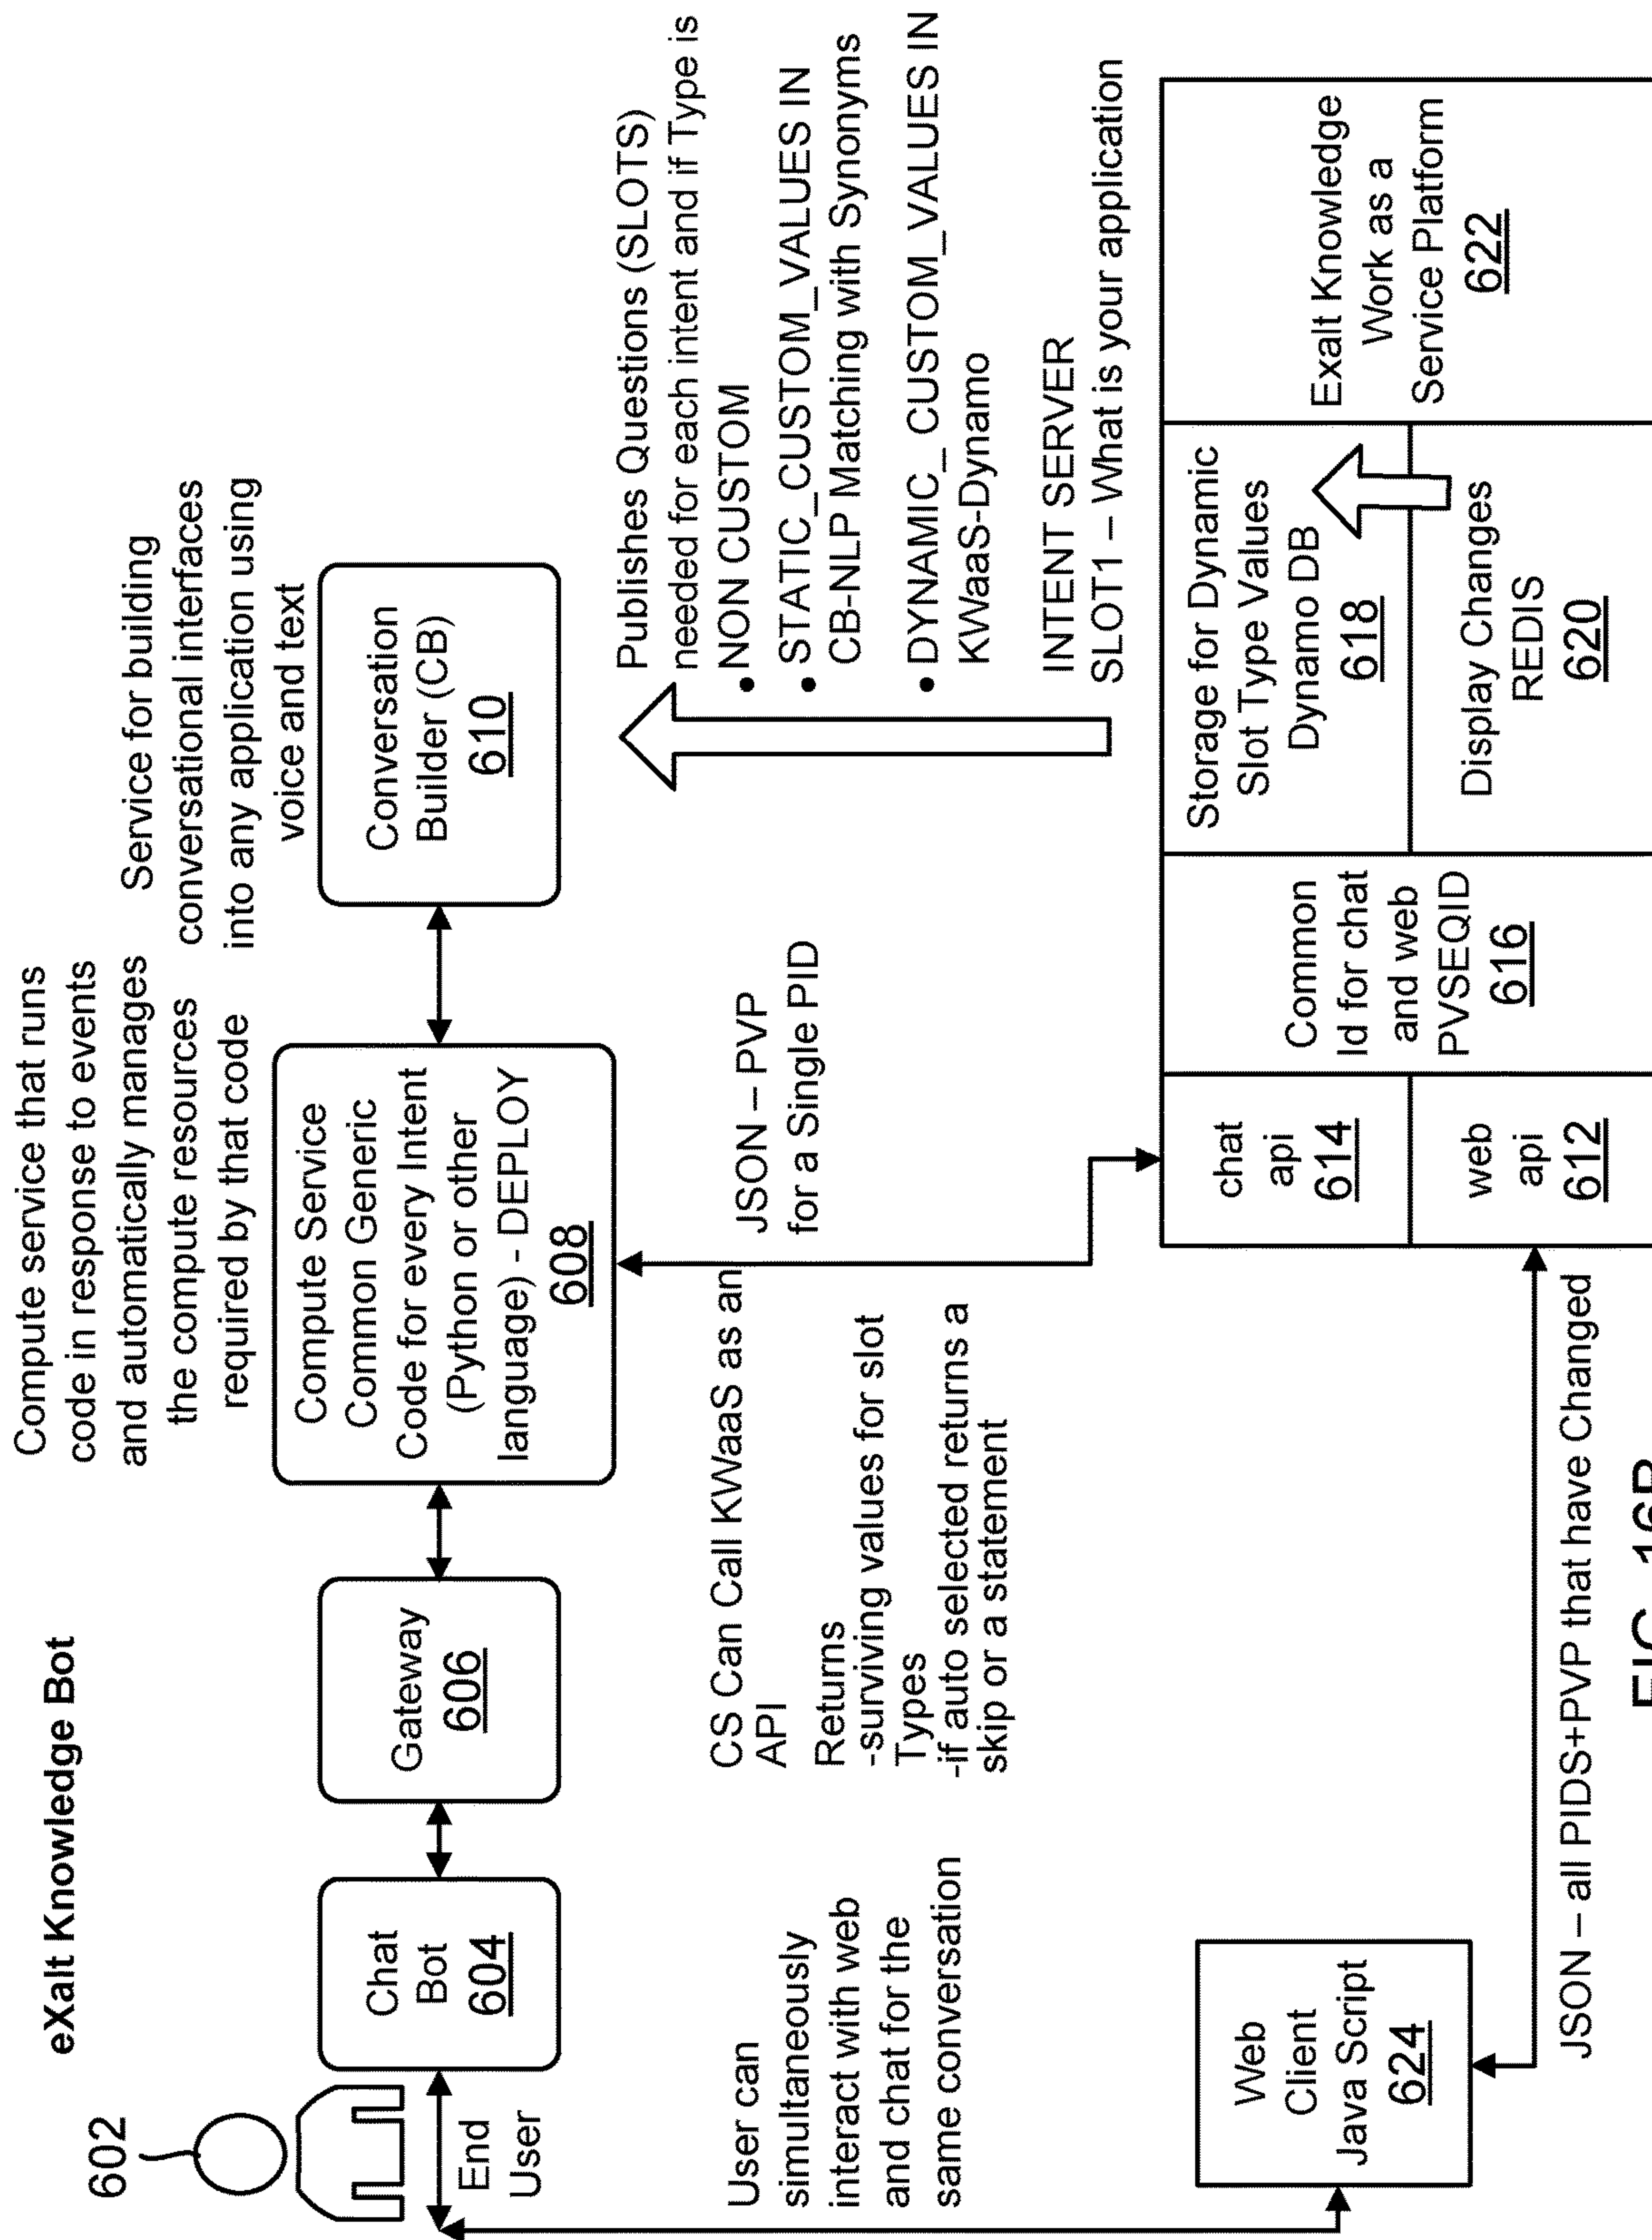 eXalt Knowledge Bot
602
End
User
Chat
Bot
604
Gateway
606
Compute service that runs
code in response to events
and automatically manages
the compute resources
required by that code
Compute Service
Common Generic
Code for every Intent
(Python or other
language) - DEPLOY
608
Service for building
conversational interfaces
into any application using
voice and text
Conversation
Builder (CB)
610
User can
simultaneously
interact with web
and chat for the
same conversation
CS Can Call KWaaS as an
API
Returns
-surviving values for slot
Types
-if auto selected returns a
skip or a statement
JSON – PVP
for a Single PID
Publishes Questions (SLOTS)
needed for each intent and if Type is
• NON CUSTOM
• STATIC_CUSTOM_VALUES IN
CB-NLP Matching with Synonyms
• DYNAMIC_ CUSTOM_VALUES IN
KWaaS-Dynamo
INTENT SERVER
SLOT1 – What is your application
Web
Client
Java Script
624
JSON – all PIDS+PVP that have Changed
chat
api
614
web
api
612
Common
Id for chat
and web
PVSEQID
616
Storage for Dynamic
Slot Type Values
Dynamo DB
618
Display Changes
REDIS
620
Exalt Knowledge
Work as a
Service Platform
622
FIG. 16B